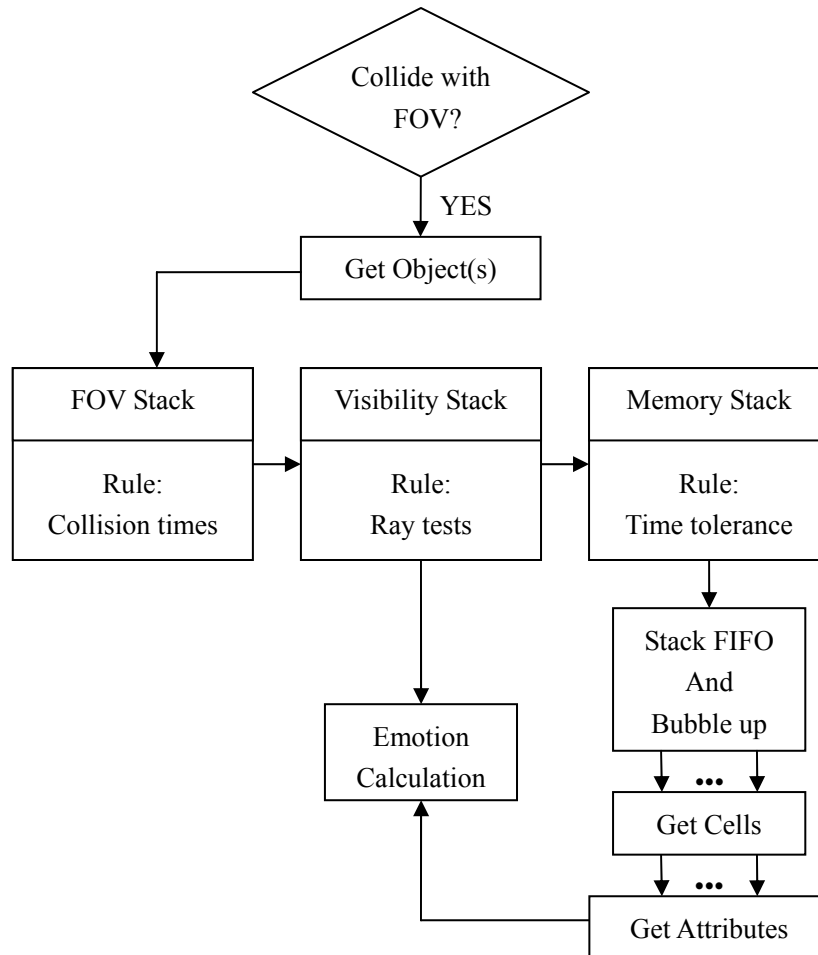 Collide with
FOV?
YES
Get Object(s)
FOV Stack
Visibility Stack
Memory Stack
Rule:
Collision times
Rule:
Ray tests
Rule:
Time tolerance
Stack FIFO
And
Bubble up
Emotion
Calculation
...
Get Cells
...
Get Attributes